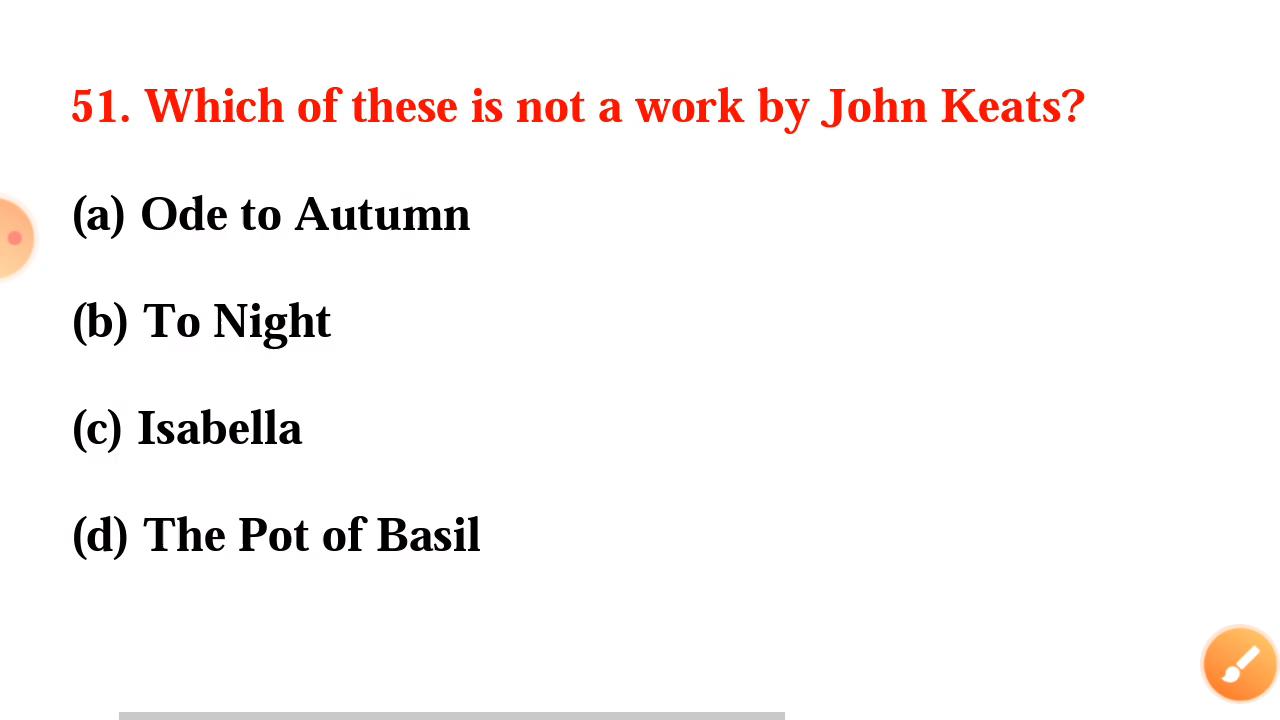 51. Which of these is not a work by John Keats?
(a) Ode to Autumn
(b) To Night
(c) Isabella
(d) The Pot of Basil